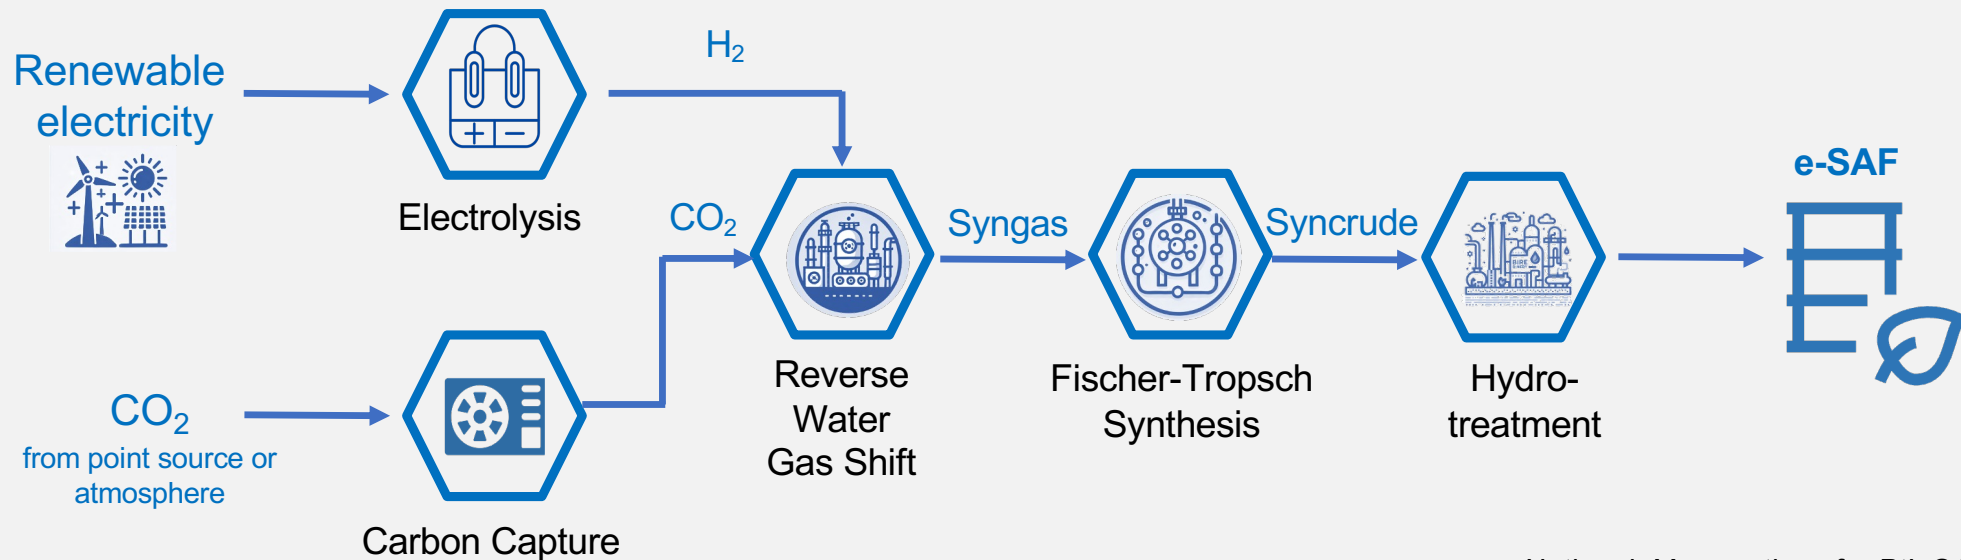 Renewable
electricity
H₂
Electrolysis
CO₂
from point source or
atmosphere
Carbon Capture
CO₂
Reverse
Water
Gas Shift
Syngas
Fischer-Tropsch
Synthesis
Syncrude
Hydro-
treatment
e-SAF